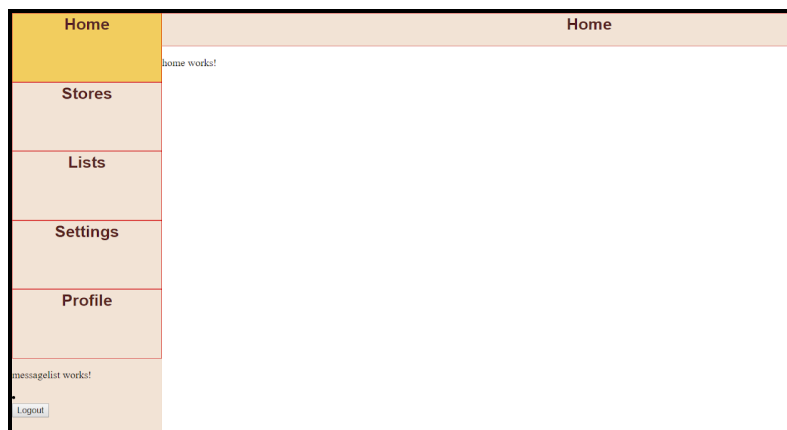 Home
Stores
Lists
Settings
Profile
messagelist works!
Logout
Home
home works!